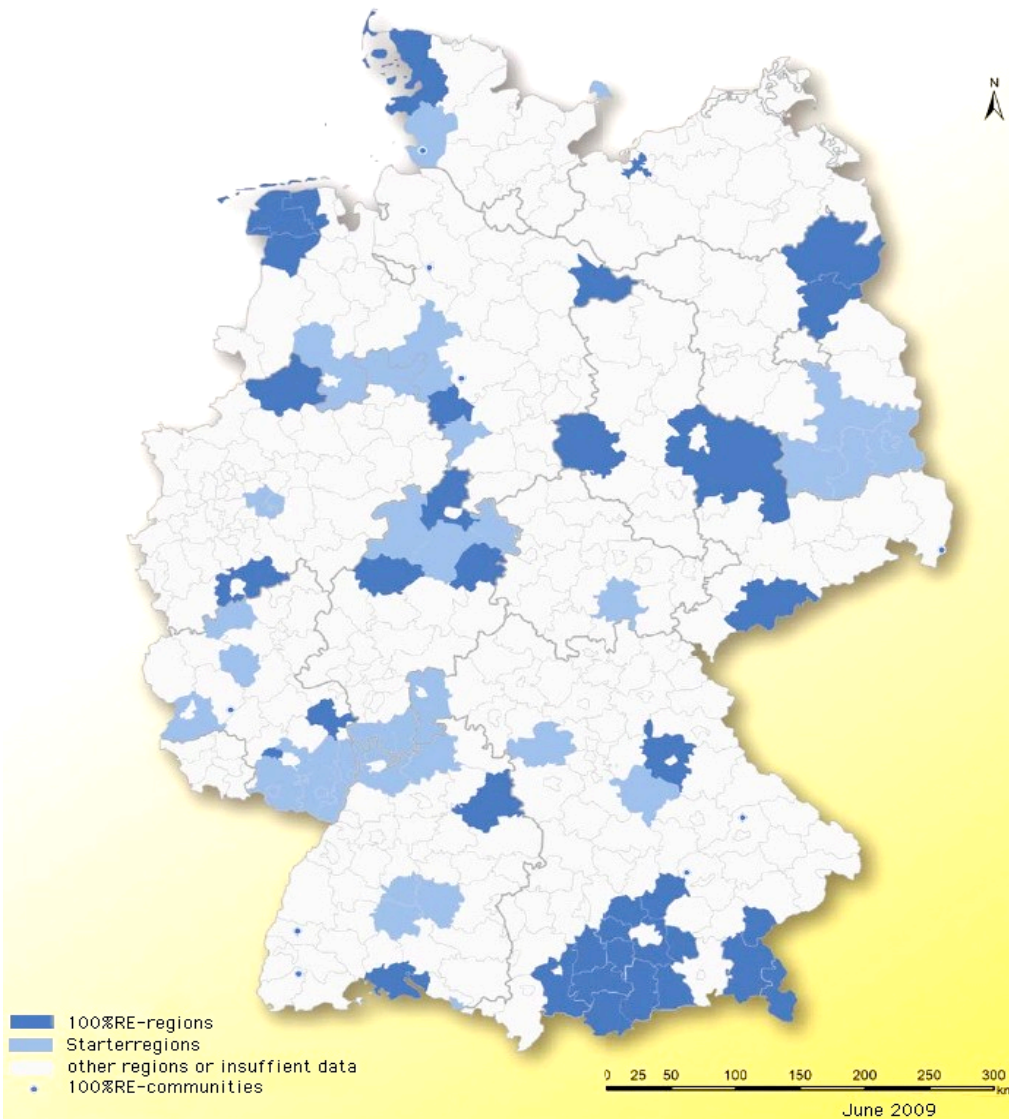 N
100%RE-regions
Starterregions
other regions or insuffient data
100%RE-communities
0 25 50 100 150 200 250 300
km
June 2009